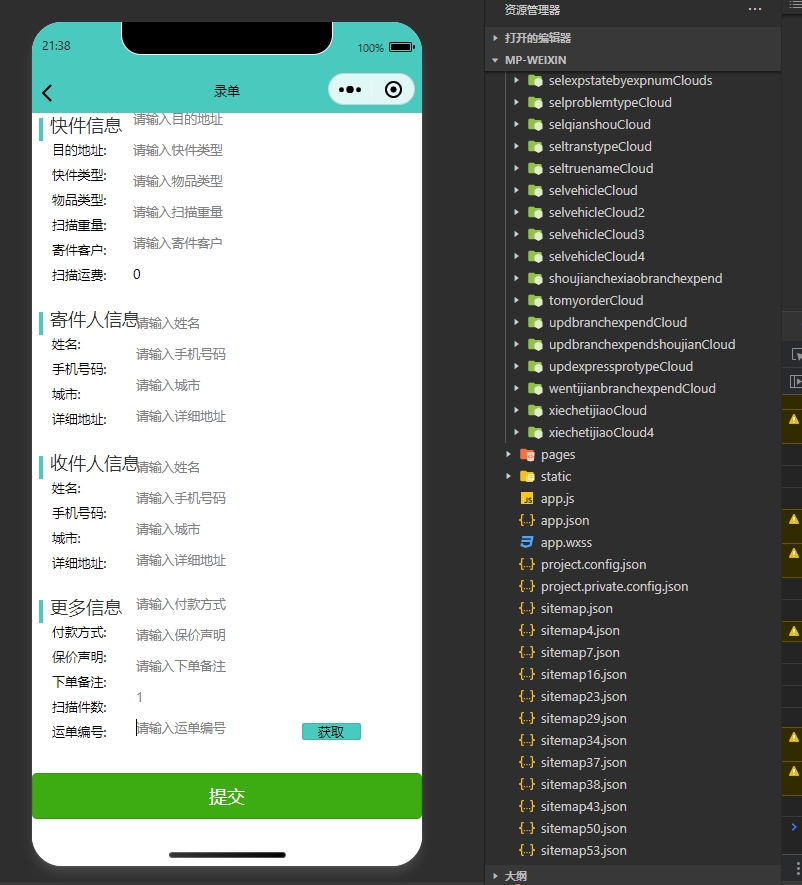 21:38
100%
录单
快件信息
请输入目的地址
目的地址:
请输入快件类型
快件类型:
请输入物品类型
物品类型:
请输入扫描重量
扫描重量:
请输入寄件客户
寄件客户:
扫描运费:
0
寄件人信息
请输入姓名
姓名:
请输入手机号码
手机号码:
请输入城市
城市:
请输入详细地址
详细地址:
收件人信息
请输入姓名
姓名:
请输入手机号码
手机号码:
请输入城市
城市:
请输入详细地址
详细地址:
更多信息
请输入付款方式
付款方式:
请输入保价声明
保价声明:
请输入下单备注
下单备注:
扫描件数:
1
运单编号:
请输入运单编号
获取
提交
资源管理器
打开的编辑器
MP-WEIXIN
selexpstatebyexpnumClouds
selproblemtypeCloud
selqianshouCloud
seltranstypeCloud
seltruenameCloud
selvehicleCloud
selvehicleCloud2
selvehicleCloud3
selvehicleCloud4
shoujianchexiaobranchexpend
tomyorderCloud
updbranchexpendCloud
updbranchexpendshoujianCloud
updexpressprotypeCloud
wentijianbranchexpendCloud
xiechetijiaoCloud
xiechetijiaoCloud4
pages
static
app.js
app.json
app.wxss
project.config.json
project.private.config.json
sitemap.json
sitemap4.json
sitemap7.json
sitemap16.json
sitemap23.json
sitemap29.json
sitemap34.json
sitemap37.json
sitemap38.json
sitemap43.json
sitemap50.json
sitemap53.json
大纲